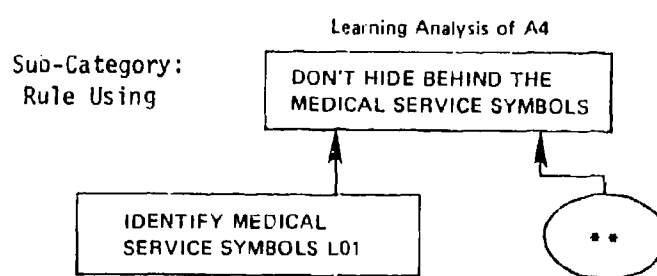 Learning Analysis of A4
Sub-Category:
Rule Using
DON'T HIDE BEHIND THE
MEDICAL SERVICE SYMBOLS
IDENTIFY MEDICAL
SERVICE SYMBOLS L01
**